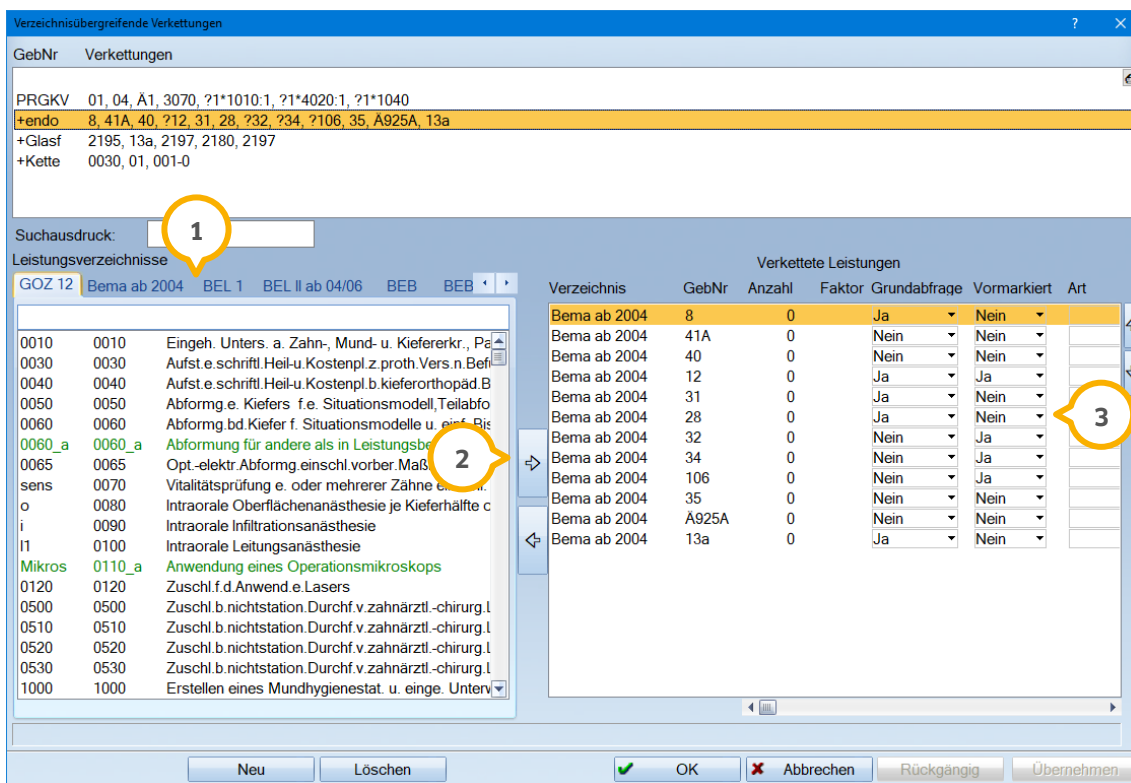 Verzeichnisübergreifende Verkettungen ? ×
GebNr Verkettungen
PRGKV 01, 04, Ä1, 3070, ?1*1010:1, ?1*4020:1, ?1*1040
+endo 8, 41A, 40, ?12, 31, 28, ?32, ?34, ?106, 35, Ä925A, 13a
+Glasf 2195, 13a, 2197, 2180, 2197
+Kette 0030, 01, 001-0
Suchausdruck:
1
Leistungsverzeichnisse
GOZ 12 Bema ab 2004 BEL 1 BEL II ab 04/06 BEB BEB
0010 0010 Eingeh. Unters. a. Zahn-, Mund- u. Kiefererkr., Pa
0030 0030 Aufst.e.schriftl.Heil-u.Kostenpl.z.proth.Vers.n.Befu
0040 0040 Aufst.e.schriftl.Heil-u.Kostenpl.b.kieferorthopäd.B
0050 0050 Abformg.e. Kiefers f.e. Situationsmodell,Teilabfo
0060 0060 Abformg.bd.Kiefer f. Situationsmodelle u. einf. Bis
0060_a 0060_a Abformung für andere als in Leistungsbe
0065 0065 Opt.-elektr.Abformg.einschl.vorber.Maß
sens 0070 Vitalitätsprüfung e. oder mehrerer Zähne
o 0080 Intraorale Oberflächenanästhesie je Kieferhälfte o
i 0090 Intraorale Infiltrationsanästhesie
l1 0100 Intraorale Leitungsanästhesie
Mikros 0110_a Anwendung eines Operationsmikroskops
0120 0120 Zuschl.f.d.Anwend.e.Lasers
0500 0500 Zuschl.b.nichtstation.Durchf.v.zahnärztl.-chirurg.L
0510 0510 Zuschl.b.nichtstation.Durchf.v.zahnärztl.-chirurg.L
0520 0520 Zuschl.b.nichtstation.Durchf.v.zahnärztl.-chirurg.L
0530 0530 Zuschl.b.nichtstation.Durchf.v.zahnärztl.-chirurg.L
1000 1000 Erstellen eines Mundhygienestat. u. einge. Unterw
2
Verkettete Leistungen
Verzeichnis GebNr Anzahl Faktor Grundabfrage Vormarkiert Art
Bema ab 2004 8 0 Ja Nein
Bema ab 2004 41A 0 Nein Nein
Bema ab 2004 40 0 Nein Nein
Bema ab 2004 12 0 Ja Ja
Bema ab 2004 31 0 Ja Nein
Bema ab 2004 28 0 Ja Nein
Bema ab 2004 32 0 Nein Ja
Bema ab 2004 34 0 Nein Ja
Bema ab 2004 106 0 Nein Ja
Bema ab 2004 35 0 Nein Nein
Bema ab 2004 Ä925A 0 Nein Nein
Bema ab 2004 13a 0 Ja Nein
3
Neu Löschen OK Abbrechen Rückgängig Übernehmen